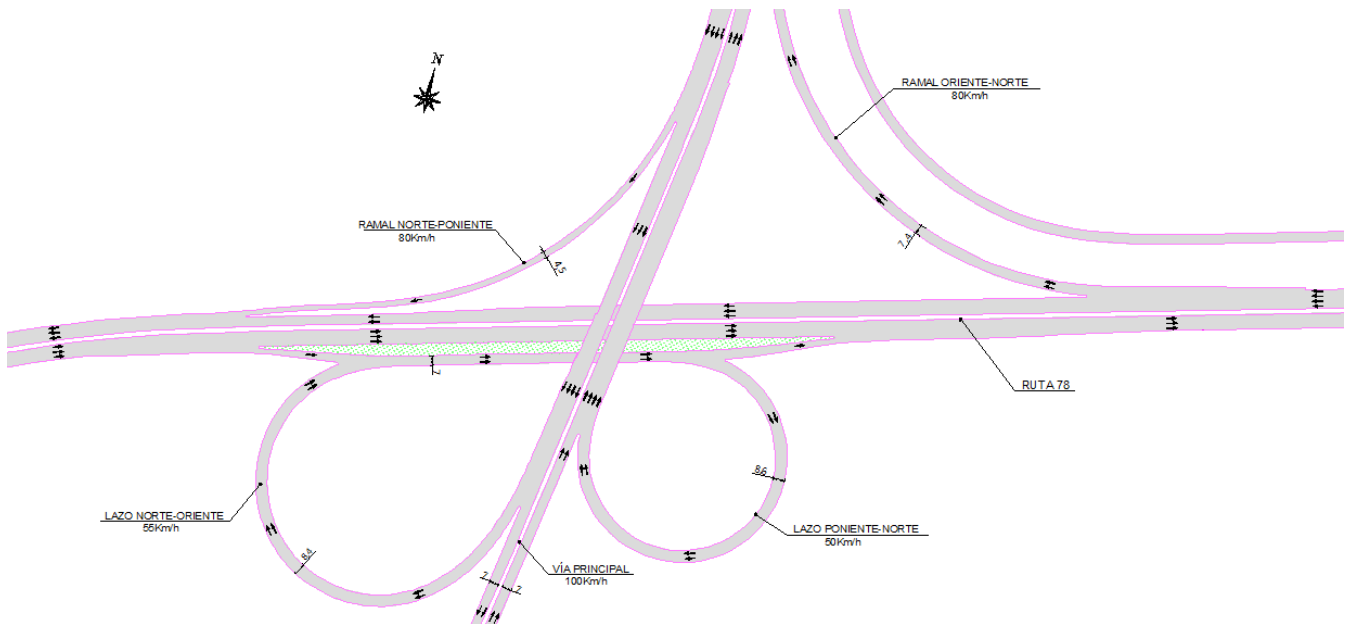 N
RAMAL ORIENTE-NORTE
80Km/h
RAMAL NORTE-PONIENTE
80Km/h
7,4
4,5
RUTA 78
7
8,6
LAZO NORTE-ORIENTE
55Km/h
LAZO PONIENTE-NORTE
50Km/h
8,4
VÍA PRINCIPAL
100Km/h
7
7